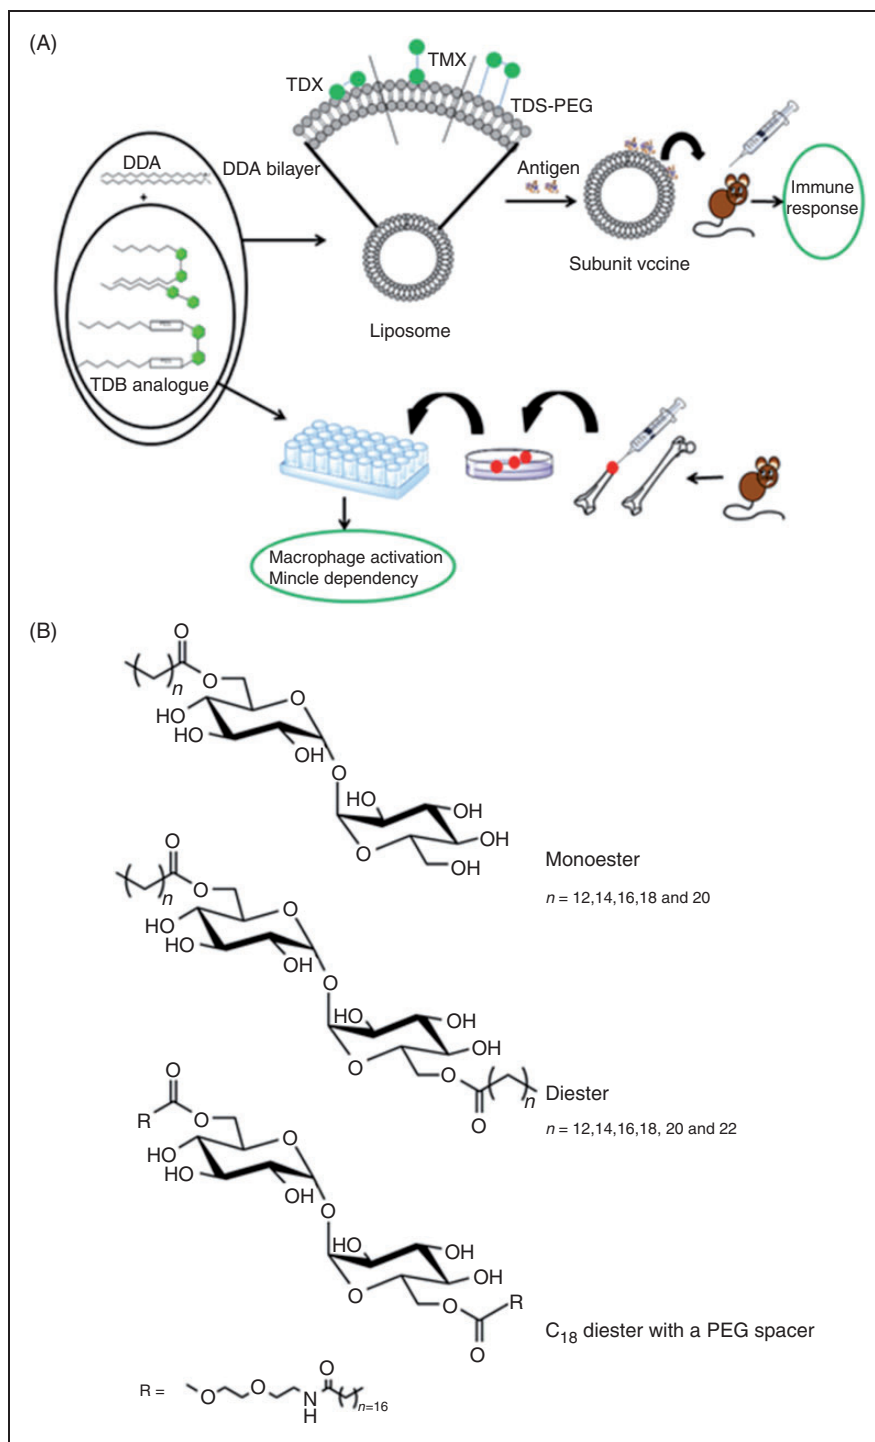 (A)
TMX
TDX
TDS-PEG
DDA
+
DDA bilayer
Antigen
Immune
response
Subunit vccine
Liposome
TDB analogue
Macrophage activation
Mincle dependency
(B)
O
n
O
O
HO
HO
OH
O
HO
OH
OH
O
OH
Monoester
n = 12,14,16,18 and 20
O
n
O
O
HO
HO
OH
O
HO
OH
OH
O
O
n
O
Diester
n = 12,14,16,18, 20 and 22
O
R
O
O
HO
HO
OH
O
HO
OH
OH
O
O
R
O
C18 diester with a PEG spacer
R =
O
O
N
H
O
n=16